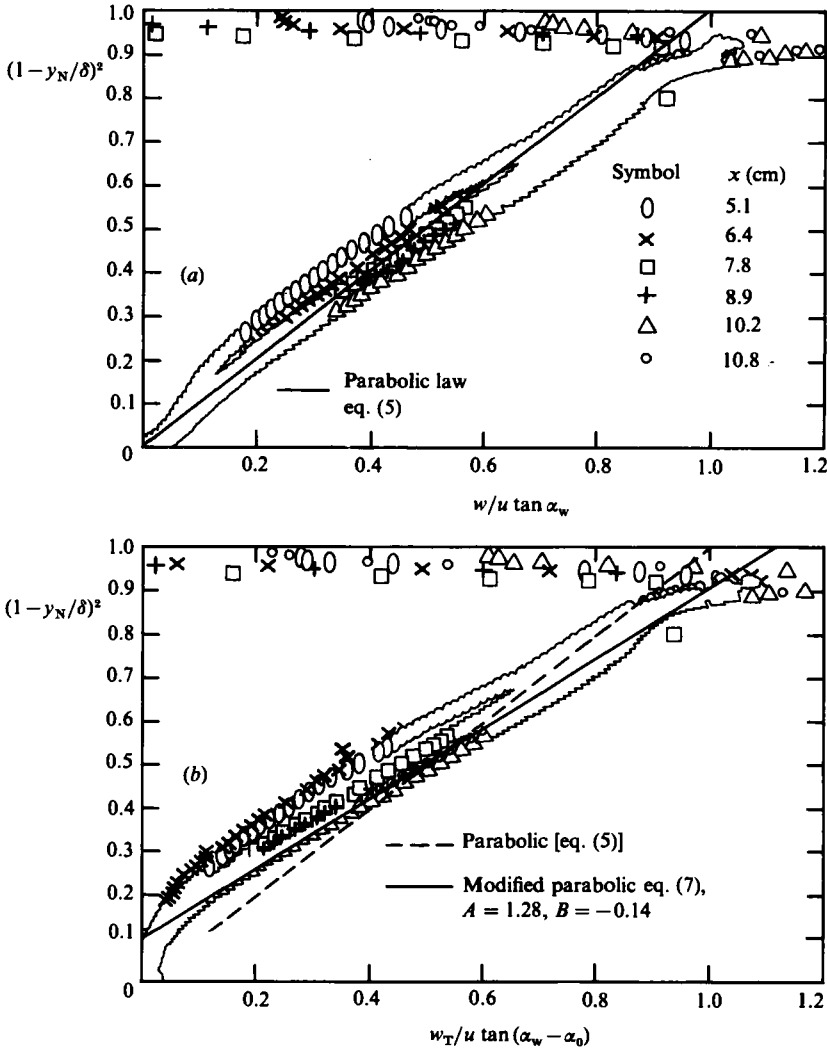 1.0
0.9
(1 − y_N/δ)²
0.8
0.7
0.6
0.5
0.4
0.3
0.2
0.1
0
(a)
Symbol x (cm)
5.1
6.4
7.8
8.9
10.2
10.8
Parabolic law
eq. (5)
0.2 0.4 0.6 0.8 1.0 1.2
w/u tan α_w
1.0
0.9
(1 − y_N/δ)²
0.8
0.7
0.6
0.5
0.4
0.3
0.2
0.1
0
(b)
Parabolic [eq. (5)]
Modified parabolic eq. (7),
A = 1.28, B = −0.14
0.2 0.4 0.6 0.8 1.0 1.2
w_T/u tan (α_w − α_0)